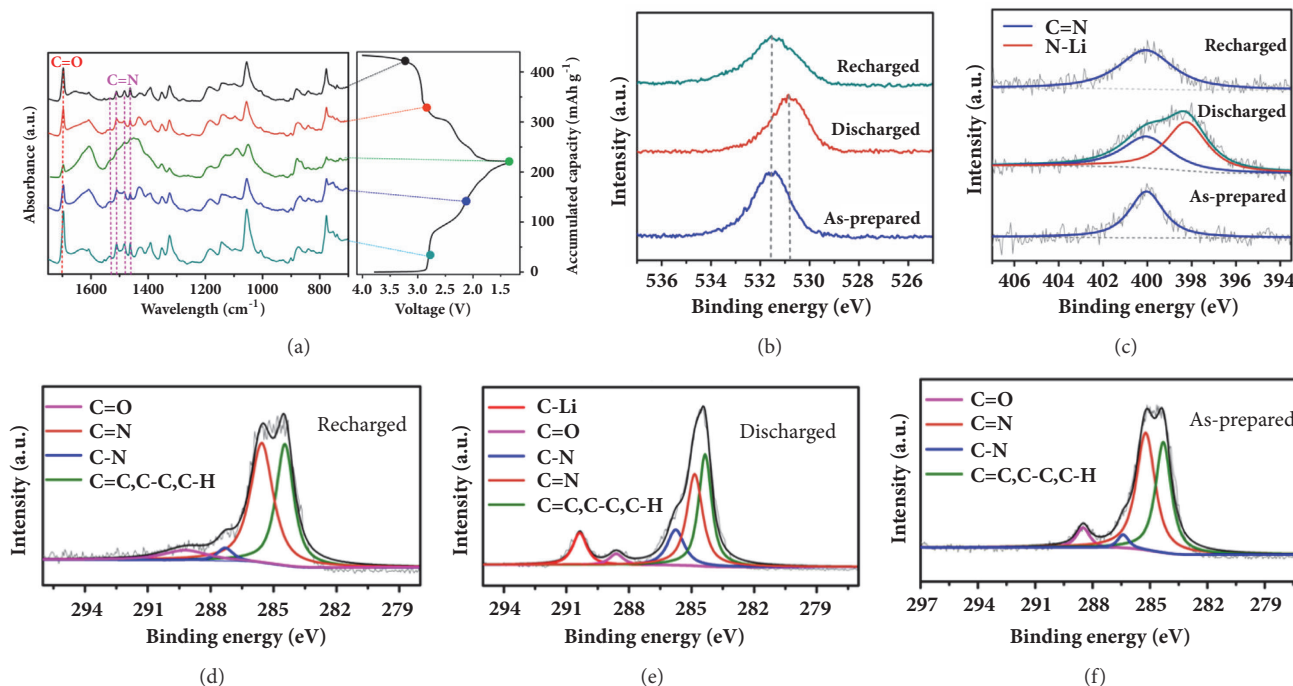 C=O
C=N
Absorbance (a.u.)
1600 1400 1200 1000 800
Wavelength (cm⁻¹)
4.0 3.5 3.0 2.5 2.0 1.5
Voltage (V)
400
300
200
100
0
Accumulated capacity (mAh g⁻¹)
(a)
Recharged
Discharged
As-prepared
Intensity (a.u.)
536 534 532 530 528 526
Binding energy (eV)
(b)
C=N
N-Li
Recharged
Discharged
As-prepared
Intensity (a.u.)
406 404 402 400 398 396 394
Binding energy (eV)
(c)
C=O
C=N
C-N
C=C,C-C,C-H
Recharged
Intensity (a.u.)
294 291 288 285 282 279
Binding energy (eV)
(d)
C-Li
C=O
C-N
C=N
C=C,C-C,C-H
Discharged
Intensity (a.u.)
294 291 288 285 282 279
Binding energy (eV)
(e)
C=O
C=N
C-N
C=C,C-C,C-H
As-prepared
Intensity (a.u.)
297 294 291 288 285 282 279
Binding energy (eV)
(f)